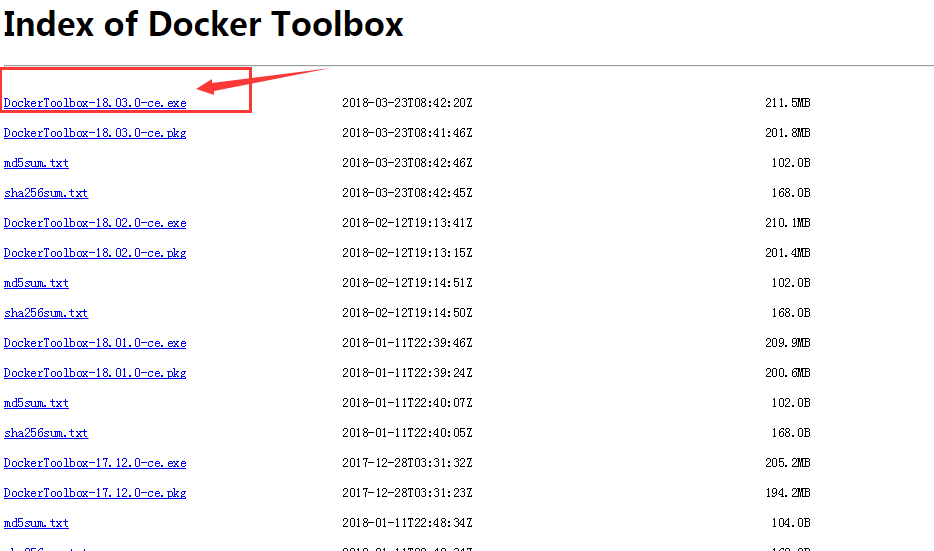 Index of Docker Toolbox
DockerToolbox-18.03.0-ce.exe 2018-03-23T08:42:20Z 211.5MB
DockerToolbox-18.03.0-ce.pkg 2018-03-23T08:41:46Z 201.8MB
md5sum.txt 2018-03-23T08:42:46Z 102.0B
sha256sum.txt 2018-03-23T08:42:45Z 168.0B
DockerToolbox-18.02.0-ce.exe 2018-02-12T19:13:41Z 210.1MB
DockerToolbox-18.02.0-ce.pkg 2018-02-12T19:13:15Z 201.4MB
md5sum.txt 2018-02-12T19:14:51Z 102.0B
sha256sum.txt 2018-02-12T19:14:50Z 168.0B
DockerToolbox-18.01.0-ce.exe 2018-01-11T22:39:46Z 209.9MB
DockerToolbox-18.01.0-ce.pkg 2018-01-11T22:39:24Z 200.6MB
md5sum.txt 2018-01-11T22:40:07Z 102.0B
sha256sum.txt 2018-01-11T22:40:05Z 168.0B
DockerToolbox-17.12.0-ce.exe 2017-12-28T03:31:32Z 205.2MB
DockerToolbox-17.12.0-ce.pkg 2017-12-28T03:31:23Z 194.2MB
md5sum.txt 2018-01-11T22:48:34Z 104.0B